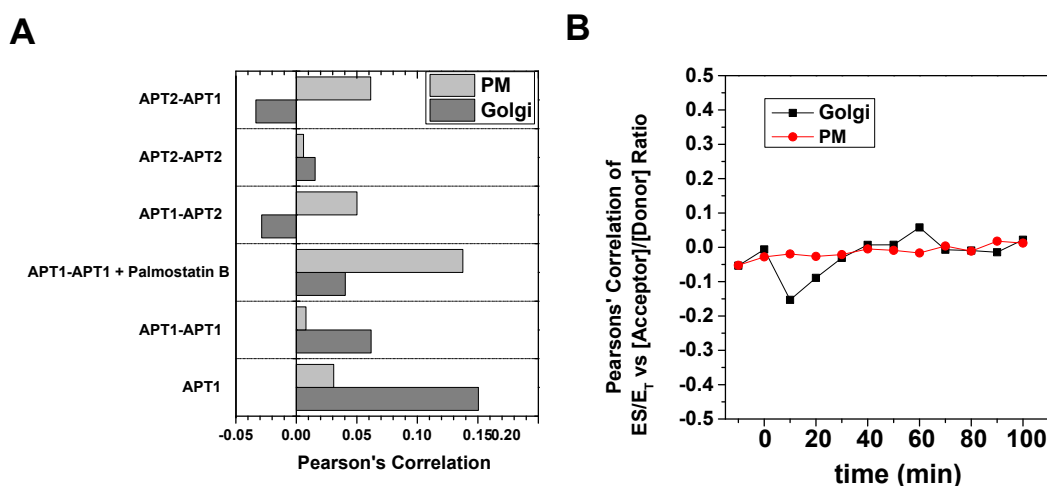 A
PM
Golgi
APT2-APT1
APT2-APT2
APT1-APT2
APT1-APT1 + Palmostatin B
APT1-APT1
APT1
-0.05 0.00 0.05 0.10 0.15 0.20
Pearson's Correlation
B
Pearsons' Correlation of
ES/E_T vs [Acceptor]/[Donor] Ratio
0.5
0.4
0.3
0.2
0.1
0.0
-0.1
-0.2
-0.3
-0.4
-0.5
Golgi
PM
0 20 40 60 80 100
time (min)